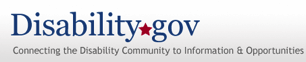 Disability.gov
Connecting the Disability Community to Information & Opportunities